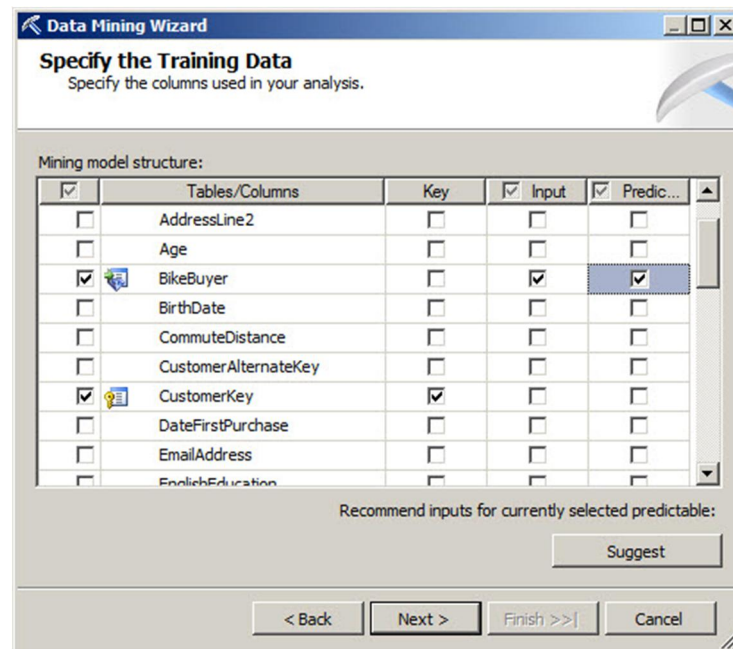 Data Mining Wizard
Specify the Training Data
Specify the columns used in your analysis.
Mining model structure:
Tables/Columns Key Input Predic...
AddressLine2
Age
BikeBuyer
BirthDate
CommuteDistance
CustomerAlternateKey
CustomerKey
DateFirstPurchase
EmailAddress
EnglishEducation
Recommend inputs for currently selected predictable:
Suggest
< Back Next > Finish >>| Cancel